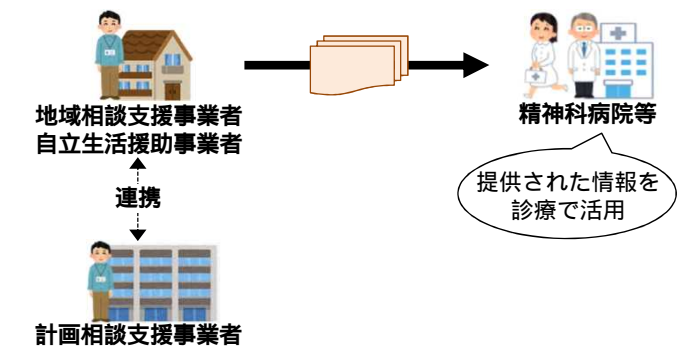 地域相談支援事業者
自立生活援助事業者
精神科病院等
提供された情報を
診療で活用
連携
計画相談支援事業者